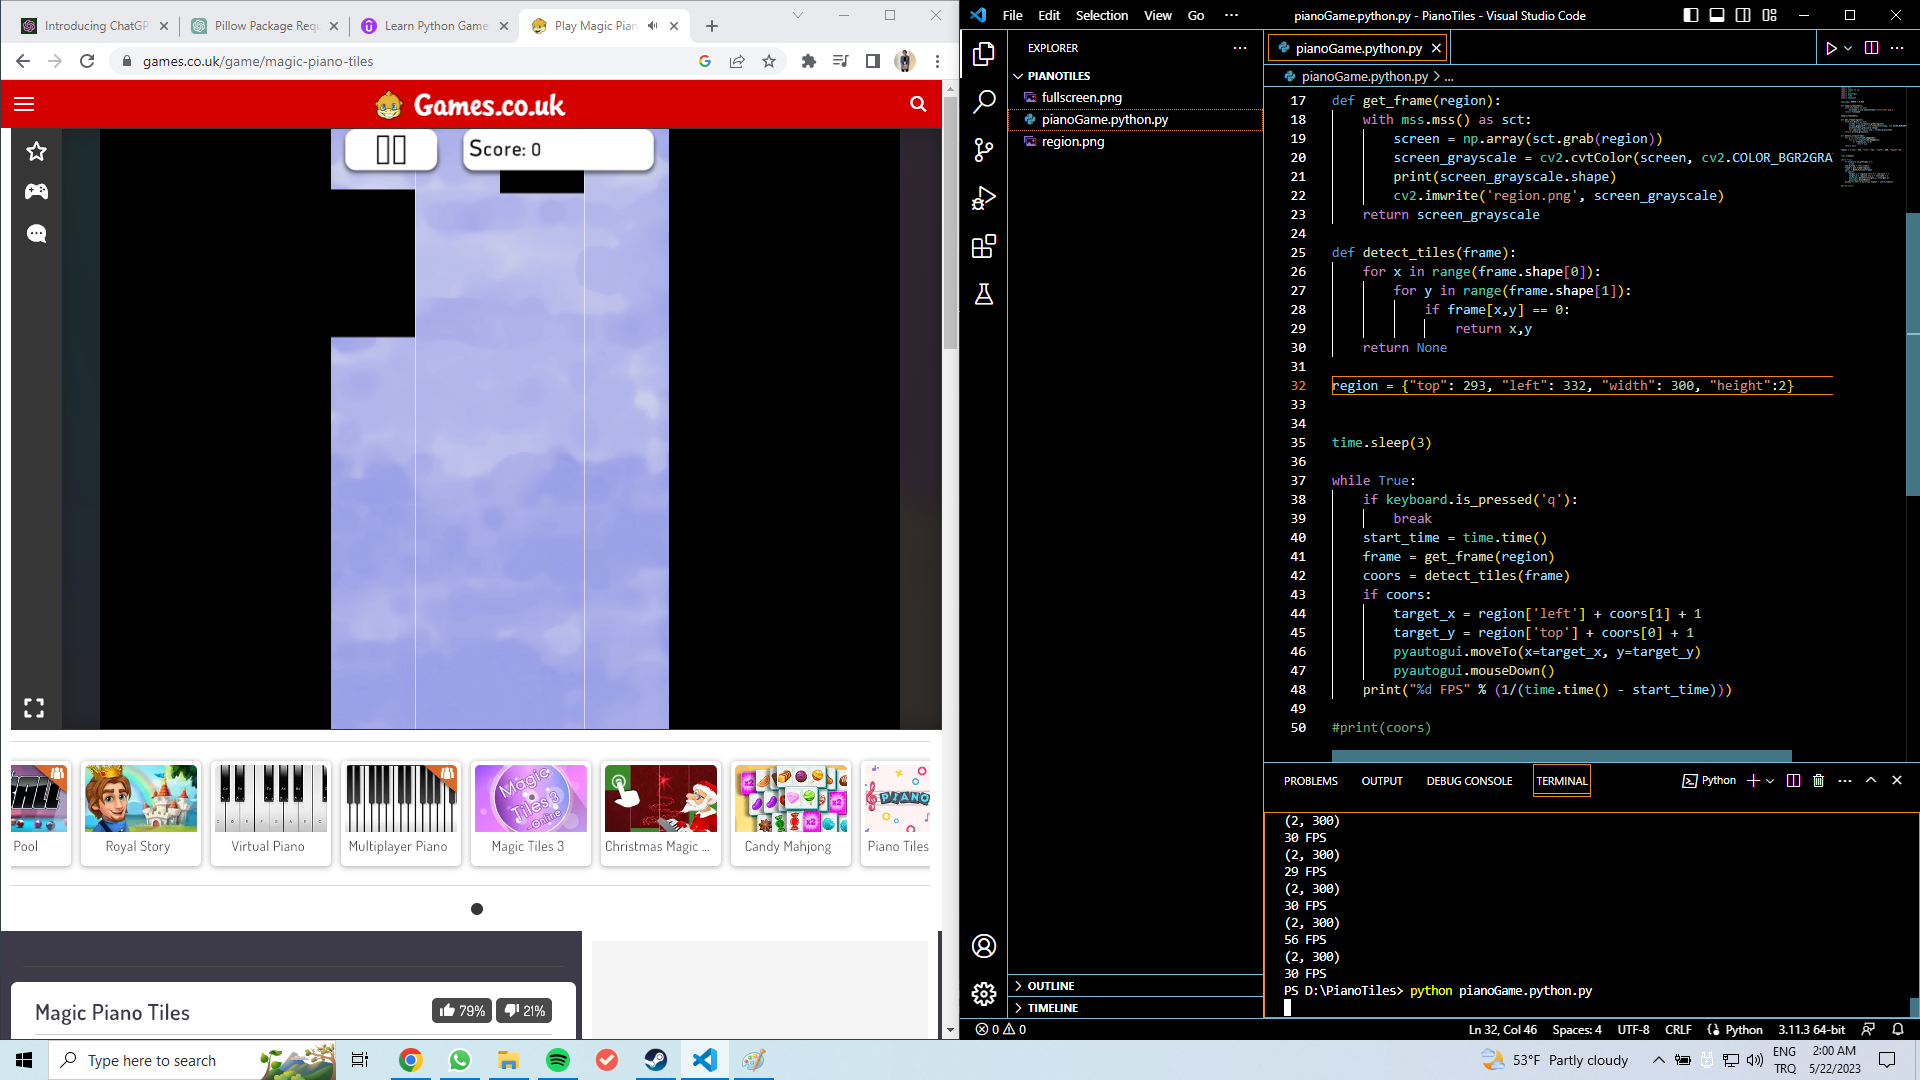 Introducing ChatGP
Pillow Package Requ
Learn Python Game
Play Magic Pian
games.co.uk/game/magic-piano-tiles
Games.co.uk
Score: 0
Pool
Royal Story
Virtual Piano
Multiplayer Piano
Magic Tiles 3
Christmas Magic ...
Candy Mahjong
Piano Tiles
Magic Piano Tiles
79%
21%
File Edit Selection View Go ···
pianoGame.python.py - PianoTiles - Visual Studio Code
EXPLORER
PIANOTILES
fullscreen.png
pianoGame.python.py
region.png
OUTLINE
TIMELINE
pianoGame.python.py
pianoGame.python.py > ...
17 def get_frame(region):
18 with mss.mss() as sct:
19 screen = np.array(sct.grab(region))
20 screen_grayscale = cv2.cvtColor(screen, cv2.COLOR_BGR2GRA
21 print(screen_grayscale.shape)
22 cv2.imwrite('region.png', screen_grayscale)
23 return screen_grayscale
24
25 def detect_tiles(frame):
26 for x in range(frame.shape[0]):
27 for y in range(frame.shape[1]):
28 if frame[x,y] == 0:
29 return x,y
30 return None
31
32 region = {"top": 293, "left": 332, "width": 300, "height":2}
33
34
35 time.sleep(3)
36
37 while True:
38 if keyboard.is_pressed('q'):
39 break
40 start_time = time.time()
41 frame = get_frame(region)
42 coors = detect_tiles(frame)
43 if coors:
44 target_x = region['left'] + coors[1] + 1
45 target_y = region['top'] + coors[0] + 1
46 pyautogui.moveTo(x=target_x, y=target_y)
47 pyautogui.mouseDown()
48 print("%d FPS" % (1/(time.time() - start_time)))
49
50 #print(coors)
PROBLEMS OUTPUT DEBUG CONSOLE TERMINAL
Python
(2, 300)
30 FPS
(2, 300)
29 FPS
(2, 300)
30 FPS
(2, 300)
56 FPS
(2, 300)
30 FPS
PS D:\PianoTiles> python pianoGame.python.py
0 0
Ln 32, Col 46 Spaces: 4 UTF-8 CRLF Python 3.11.3 64-bit
Type here to search
53°F Partly cloudy
ENG
TRQ
2:00 AM
5/22/2023